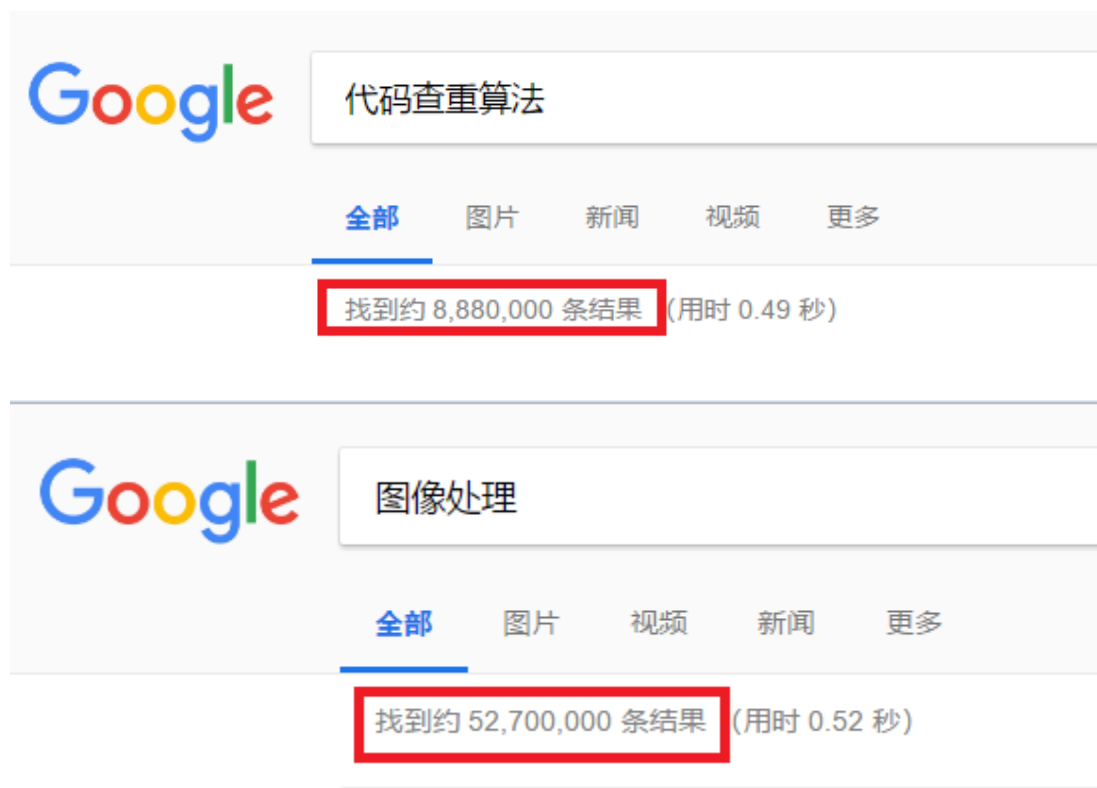 Google 代码查重算法
全部 图片 新闻 视频 更多
找到约 8,880,000 条结果 (用时 0.49 秒)
Google 图像处理
全部 图片 视频 新闻 更多
找到约 52,700,000 条结果 (用时 0.52 秒)